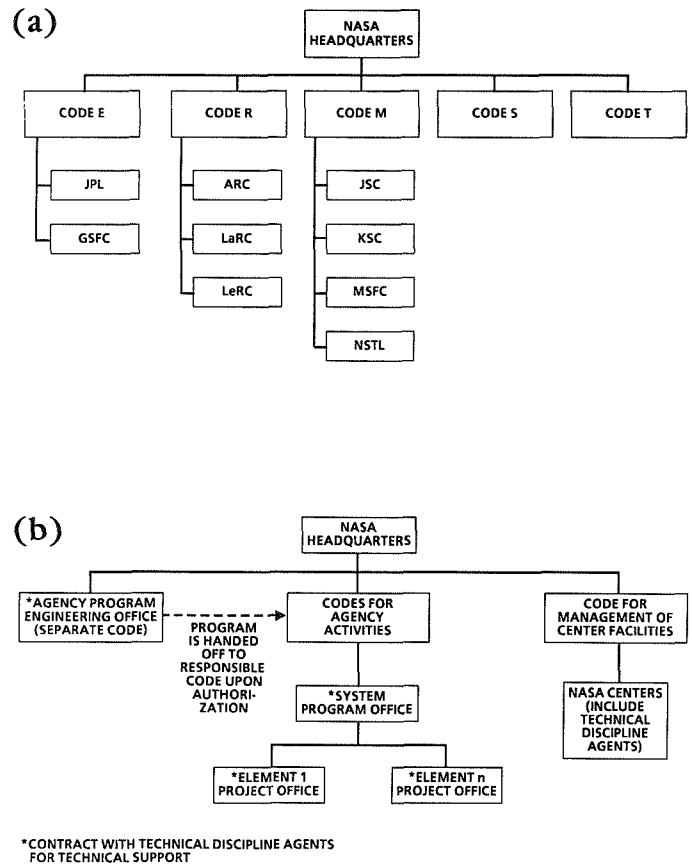 (a)
NASA
HEADQUARTERS
CODE E
CODE R
CODE M
CODE S
CODE T
JPL
ARC
JSC
GSFC
LaRC
KSC
LeRC
MSFC
NSTL
(b)
NASA
HEADQUARTERS
*AGENCY PROGRAM
ENGINEERING OFFICE
(SEPARATE CODE)
PROGRAM
IS HANDED
OFF TO
RESPONSIBLE
CODE UPON
AUTHORI-
ZATION
CODES FOR
AGENCY
ACTIVITIES
CODE FOR
MANAGEMENT OF
CENTER FACILITIES
*SYSTEM
PROGRAM OFFICE
NASA CENTERS
(INCLUDE
TECHNICAL
DISCIPLINE
AGENTS)
*ELEMENT 1
PROJECT OFFICE
*ELEMENT n
PROJECT OFFICE
*CONTRACT WITH TECHNICAL DISCIPLINE AGENTS
FOR TECHNICAL SUPPORT